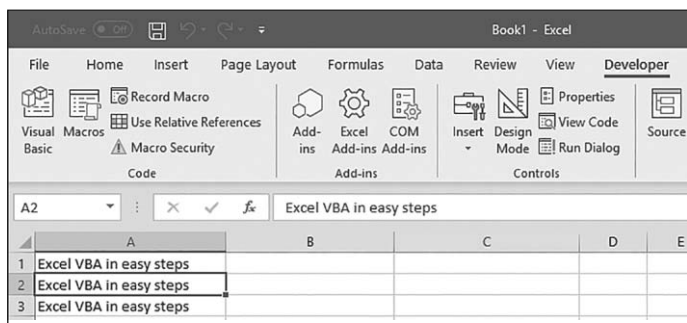 AutoSave Off Book1 - Excel
File Home Insert Page Layout Formulas Data Review View Developer
Visual Basic
Macros
Record Macro
Use Relative References
Macro Security
Code
Add-ins
Excel Add-ins
COM Add-ins
Add-ins
Insert
Design Mode
Properties
View Code
Run Dialog
Controls
Source
A2 fx Excel VBA in easy steps
A B C D E
1 Excel VBA in easy steps
2 Excel VBA in easy steps
3 Excel VBA in easy steps